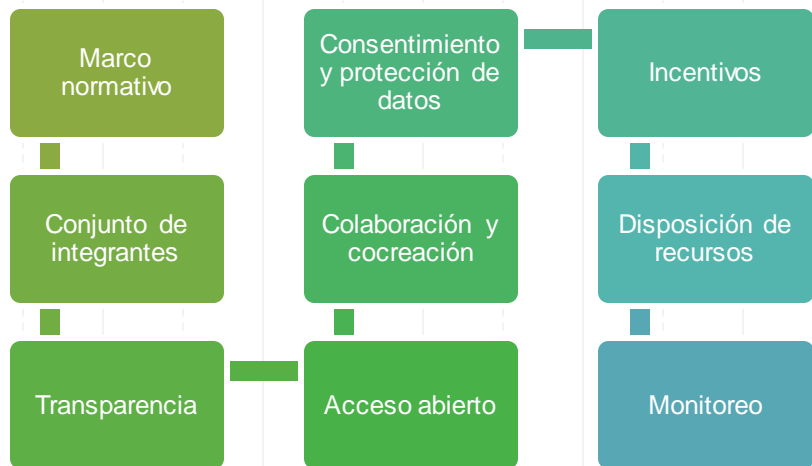 Marco
normativo
Conjunto de
integrantes
Transparencia
Acceso abierto
Colaboración y
cocreación
Consentimiento
y protección de
datos
Incentivos
Disposición de
recursos
Monitoreo